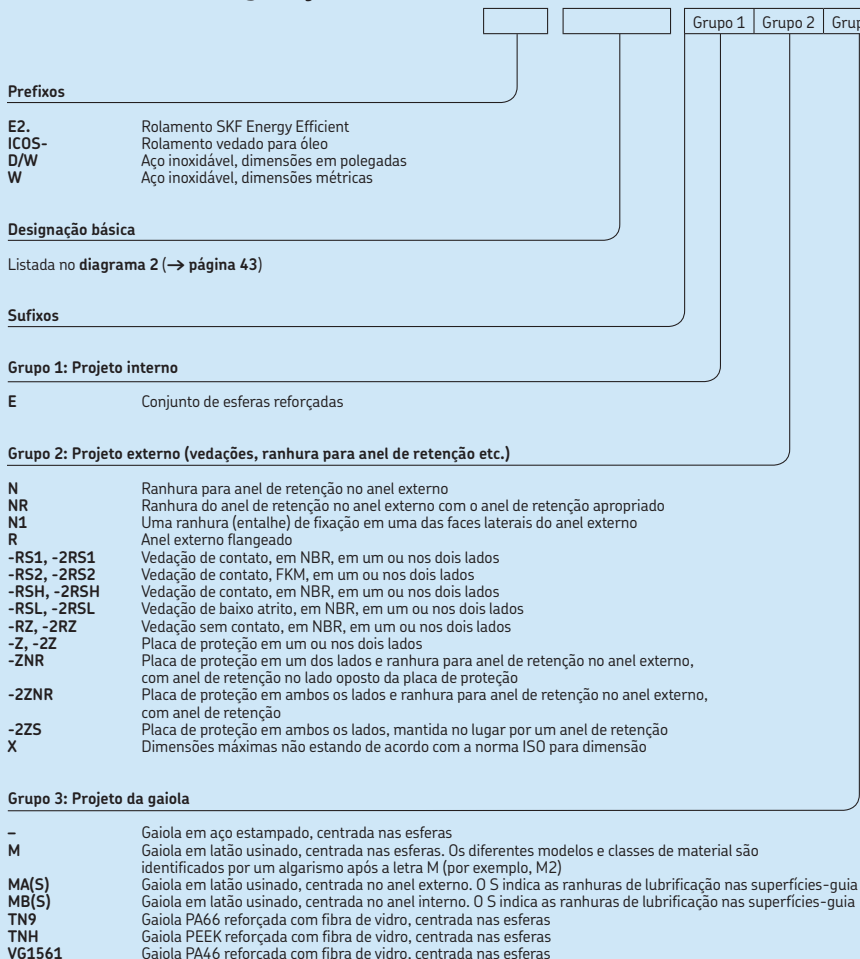 Grupo 1 Grupo 2
Prefixos
E2. Rolamento SKF Energy Efficient
ICOS- Rolamento vedado para óleo
D/W Aço inoxidável, dimensões em polegadas
W Aço inoxidável, dimensões métricas
Designação básica
Listada no diagrama 2 (→ página 43)
Sufixos
Grupo 1: Projeto interno
E Conjunto de esferas reforçadas
Grupo 2: Projeto externo (vedações, ranhura para anel de retenção etc.)
N Ranhura para anel de retenção no anel externo
NR Ranhura do anel de retenção no anel externo com o anel de retenção apropriado
N1 Uma ranhura (entalhe) de fixação em uma das faces laterais do anel externo
R Anel externo flangeado
-RS1, -2RS1 Vedação de contato, em NBR, em um ou nos dois lados
-RS2, -2RS2 Vedação de contato, FKM, em um ou nos dois lados
-RSH, -2RSH Vedação de contato, em NBR, em um ou nos dois lados
-RSL, -2RSL Vedação de baixo atrito, em NBR, em um ou nos dois lados
-RZ, -2RZ Vedação sem contato, em NBR, em um ou nos dois lados
-Z, -2Z Placa de proteção em um ou nos dois lados
-ZNR Placa de proteção em um dos lados e ranhura para anel de retenção no anel externo,
com anel de retenção no lado oposto da placa de proteção
-2ZNR Placa de proteção em ambos os lados e ranhura para anel de retenção no anel externo,
com anel de retenção
-2ZS Placa de proteção em ambos os lados, mantida no lugar por um anel de retenção
X Dimensões máximas não estando de acordo com a norma ISO para dimensão
Grupo 3: Projeto da gaiola
– Gaiola em aço estampado, centrada nas esferas
M Gaiola em latão usinado, centrada nas esferas. Os diferentes modelos e classes de material são
identificados por um algarismo após a letra M (por exemplo, M2)
MA(S) Gaiola em latão usinado, centrada no anel externo. O S indica as ranhuras de lubrificação nas superfícies-guia
MB(S) Gaiola em latão usinado, centrada no anel interno. O S indica as ranhuras de lubrificação nas superfícies-guia
TN9 Gaiola PA66 reforçada com fibra de vidro, centrada nas esferas
TNH Gaiola PEEK reforçada com fibra de vidro, centrada nas esferas
VG1561 Gaiola PA46 reforçada com fibra de vidro, centrada nas esferas